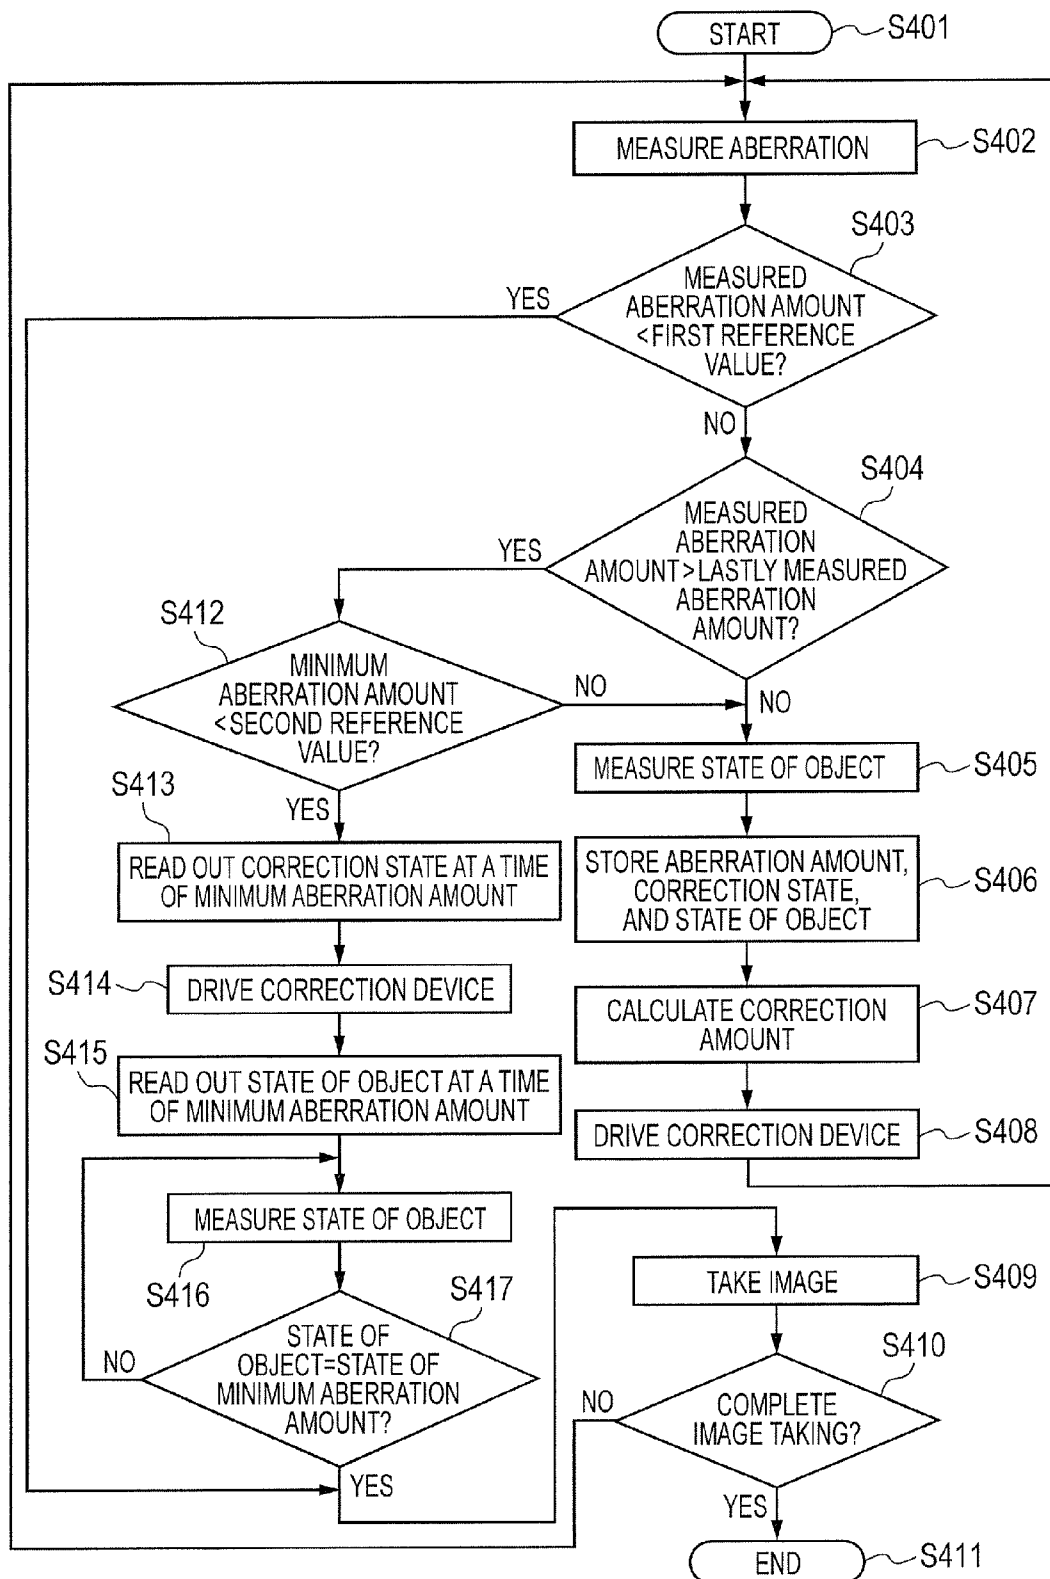 START
S401
MEASURE ABERRATION
S402
S403
MEASURED
ABERRATION AMOUNT
<FIRST REFERENCE
VALUE?
YES
NO
S404
MEASURED
ABERRATION
AMOUNT>LASTLY MEASURED
ABERRATION
AMOUNT?
YES
NO
S412
MINIMUM
ABERRATION AMOUNT
<SECOND REFERENCE
VALUE?
NO
YES
MEASURE STATE OF OBJECT
S405
S413
READ OUT CORRECTION STATE AT A TIME
OF MINIMUM ABERRATION AMOUNT
STORE ABERRATION AMOUNT,
CORRECTION STATE,
AND STATE OF OBJECT
S406
S414
DRIVE CORRECTION DEVICE
CALCULATE CORRECTION
AMOUNT
S407
S415
READ OUT STATE OF OBJECT AT A TIME
OF MINIMUM ABERRATION AMOUNT
DRIVE CORRECTION DEVICE
S408
MEASURE STATE OF OBJECT
S416
S417
STATE OF
OBJECT=STATE OF
MINIMUM ABERRATION
AMOUNT?
NO
YES
TAKE IMAGE
S409
S410
COMPLETE
IMAGE TAKING?
NO
YES
END
S411